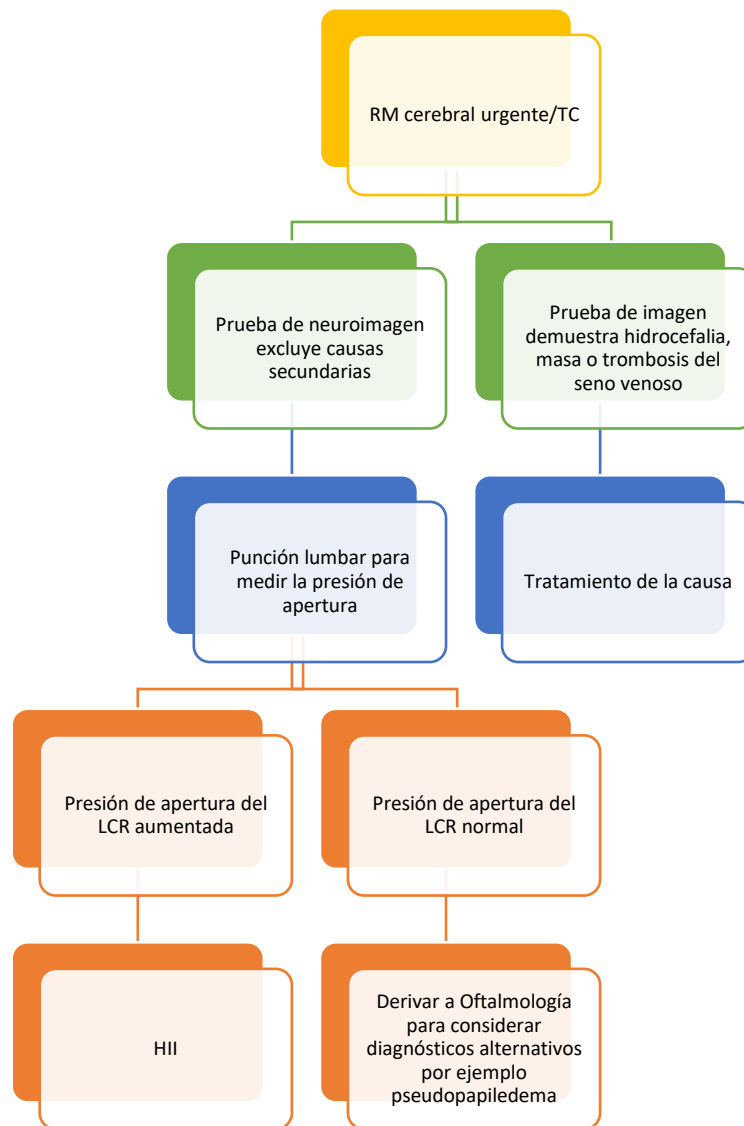 RM cerebral urgente/TC
Prueba de neuroimagen
excluye causas
secundarias
Prueba de imagen
demuestra hidrocefalia,
masa o trombosis del
seno venoso
Punción lumbar para
medir la presión de
apertura
Tratamiento de la causa
Presión de apertura del
LCR aumentada
Presión de apertura del
LCR normal
HII
Derivar a Oftalmología
para considerar
diagnósticos alternativos
por ejemplo
pseudopapiledema